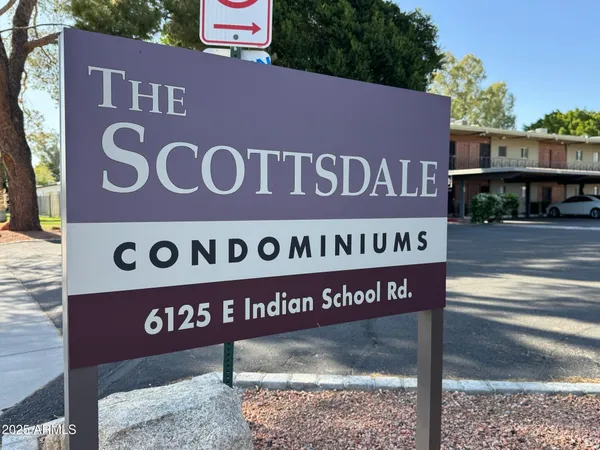 THE
SCOTTSDALE
CONDOMINIUMS
6125 E Indian School Rd.
2025 ARMLS